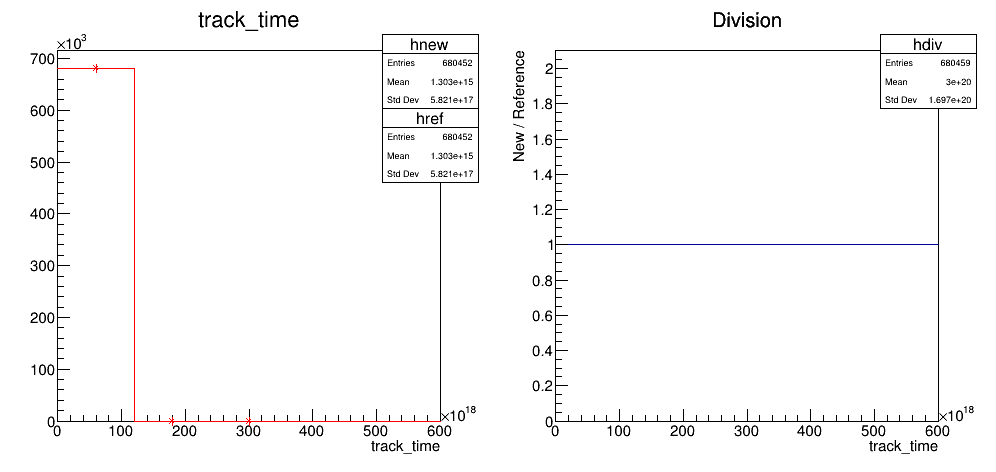 track_time
×10³
hnew
Entries 680452
Mean 1.303e+15
Std Dev 5.821e+17
href
Entries 680452
Mean 1.303e+15
Std Dev 5.821e+17
700
600
500
400
300
200
100
0
0 100 200 300 400 500 600
×10¹⁸
track_time
Division
hdiv
Entries 680459
Mean 3e+20
Std Dev 1.697e+20
New / Reference
2
1.8
1.6
1.4
1.2
1
0.8
0.6
0.4
0.2
0
0 100 200 300 400 500 600
×10¹⁸
track_time